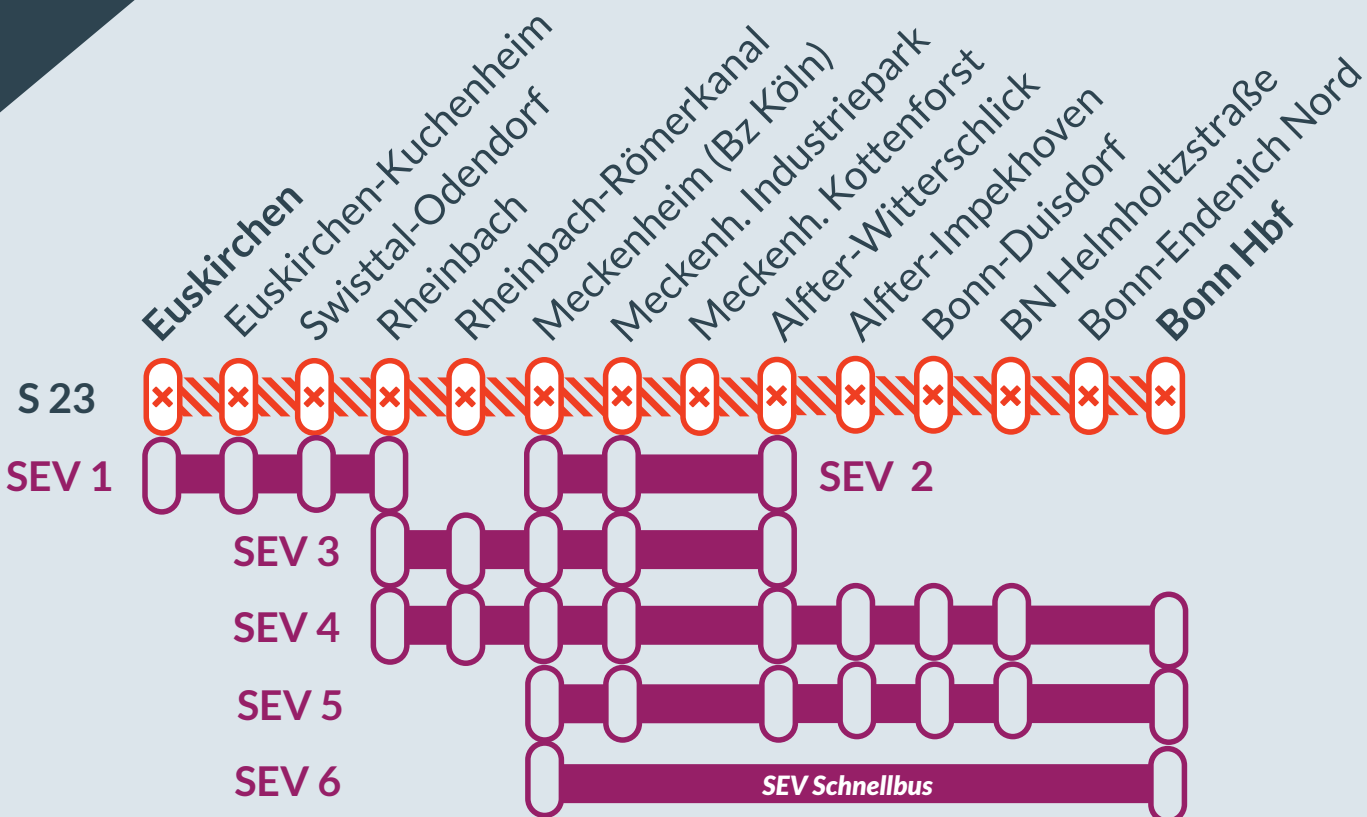 Euskirchen
Euskirchen-Kuchenheim
Swisttal-Odendorf
Rheinbach
Rheinbach-Römerkanal
Meckenheim (Bz Köln)
Meckenh. Industriepark
Meckenh. Kottenforst
Alfter-Witterschlick
Alfter-Impekhoven
Bonn-Duisdorf
BN Helmholtzstraße
Bonn-Endenich Nord
Bonn Hbf
S 23
SEV 1
SEV 2
SEV 3
SEV 4
SEV 5
SEV 6
SEV Schnellbus